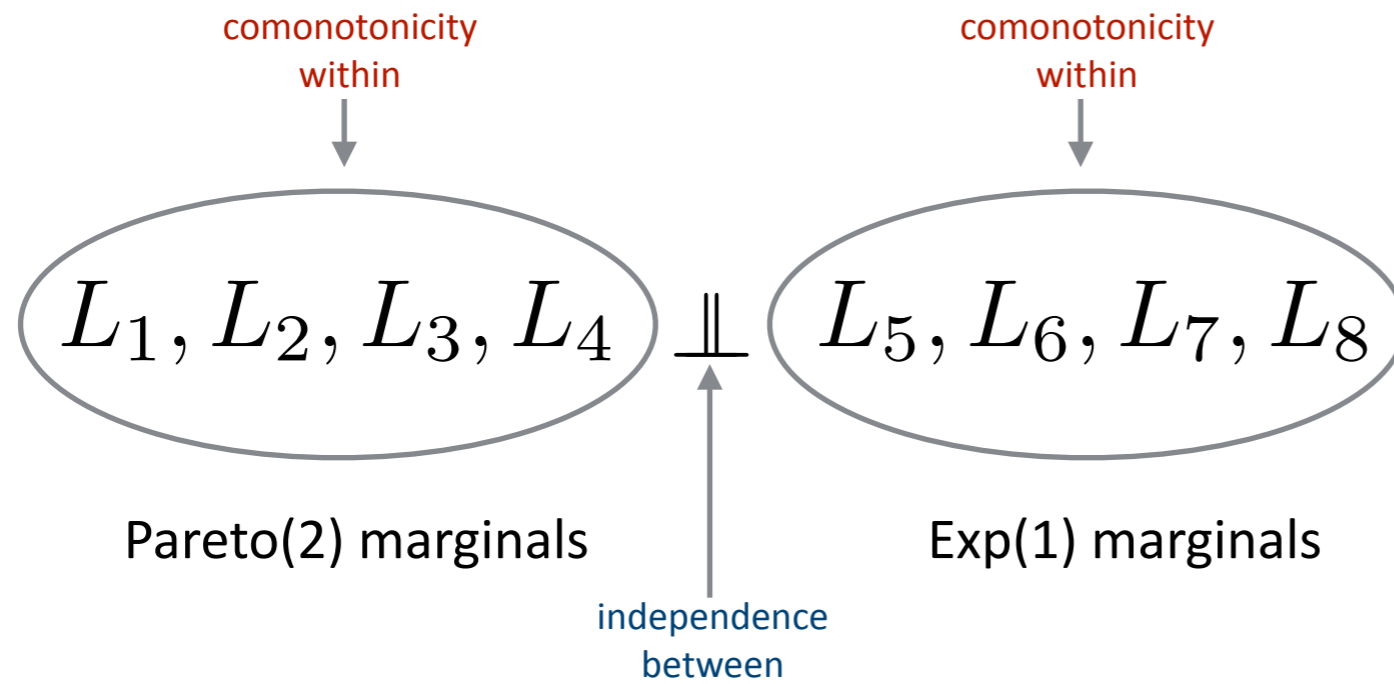 comonotonicity
within
comonotonicity
within
L₁, L₂, L₃, L₄ ⫫ L₅, L₆, L₇, L₈
Pareto(2) marginals
Exp(1) marginals
independence
between